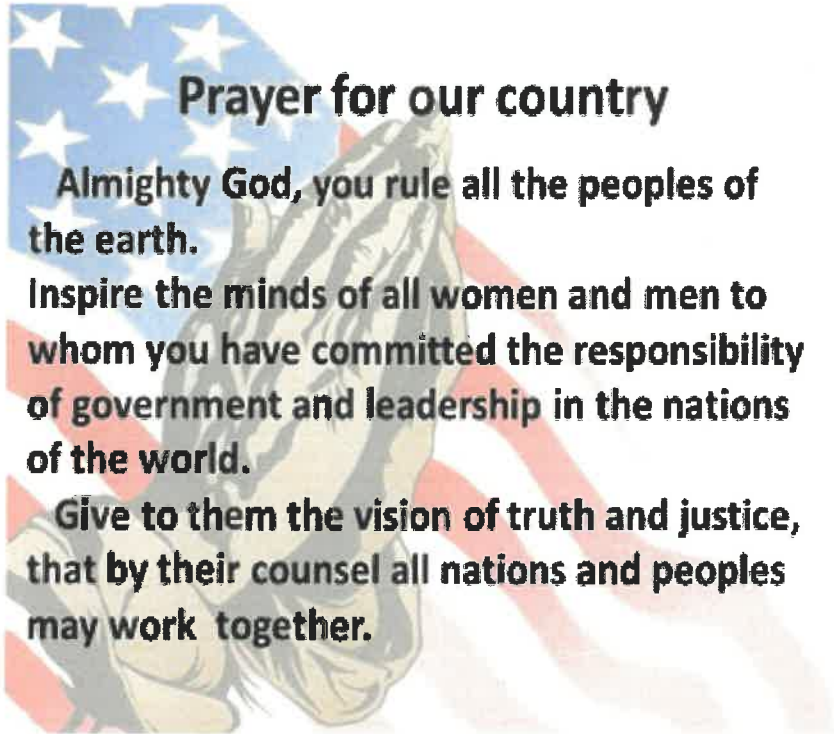 Prayer for our country
Almighty God, you rule all the peoples of
the earth.
Inspire the minds of all women and men to
whom you have committed the responsibility
of government and leadership in the nations
of the world.
Give to them the vision of truth and justice,
that by their counsel all nations and peoples
may work together.